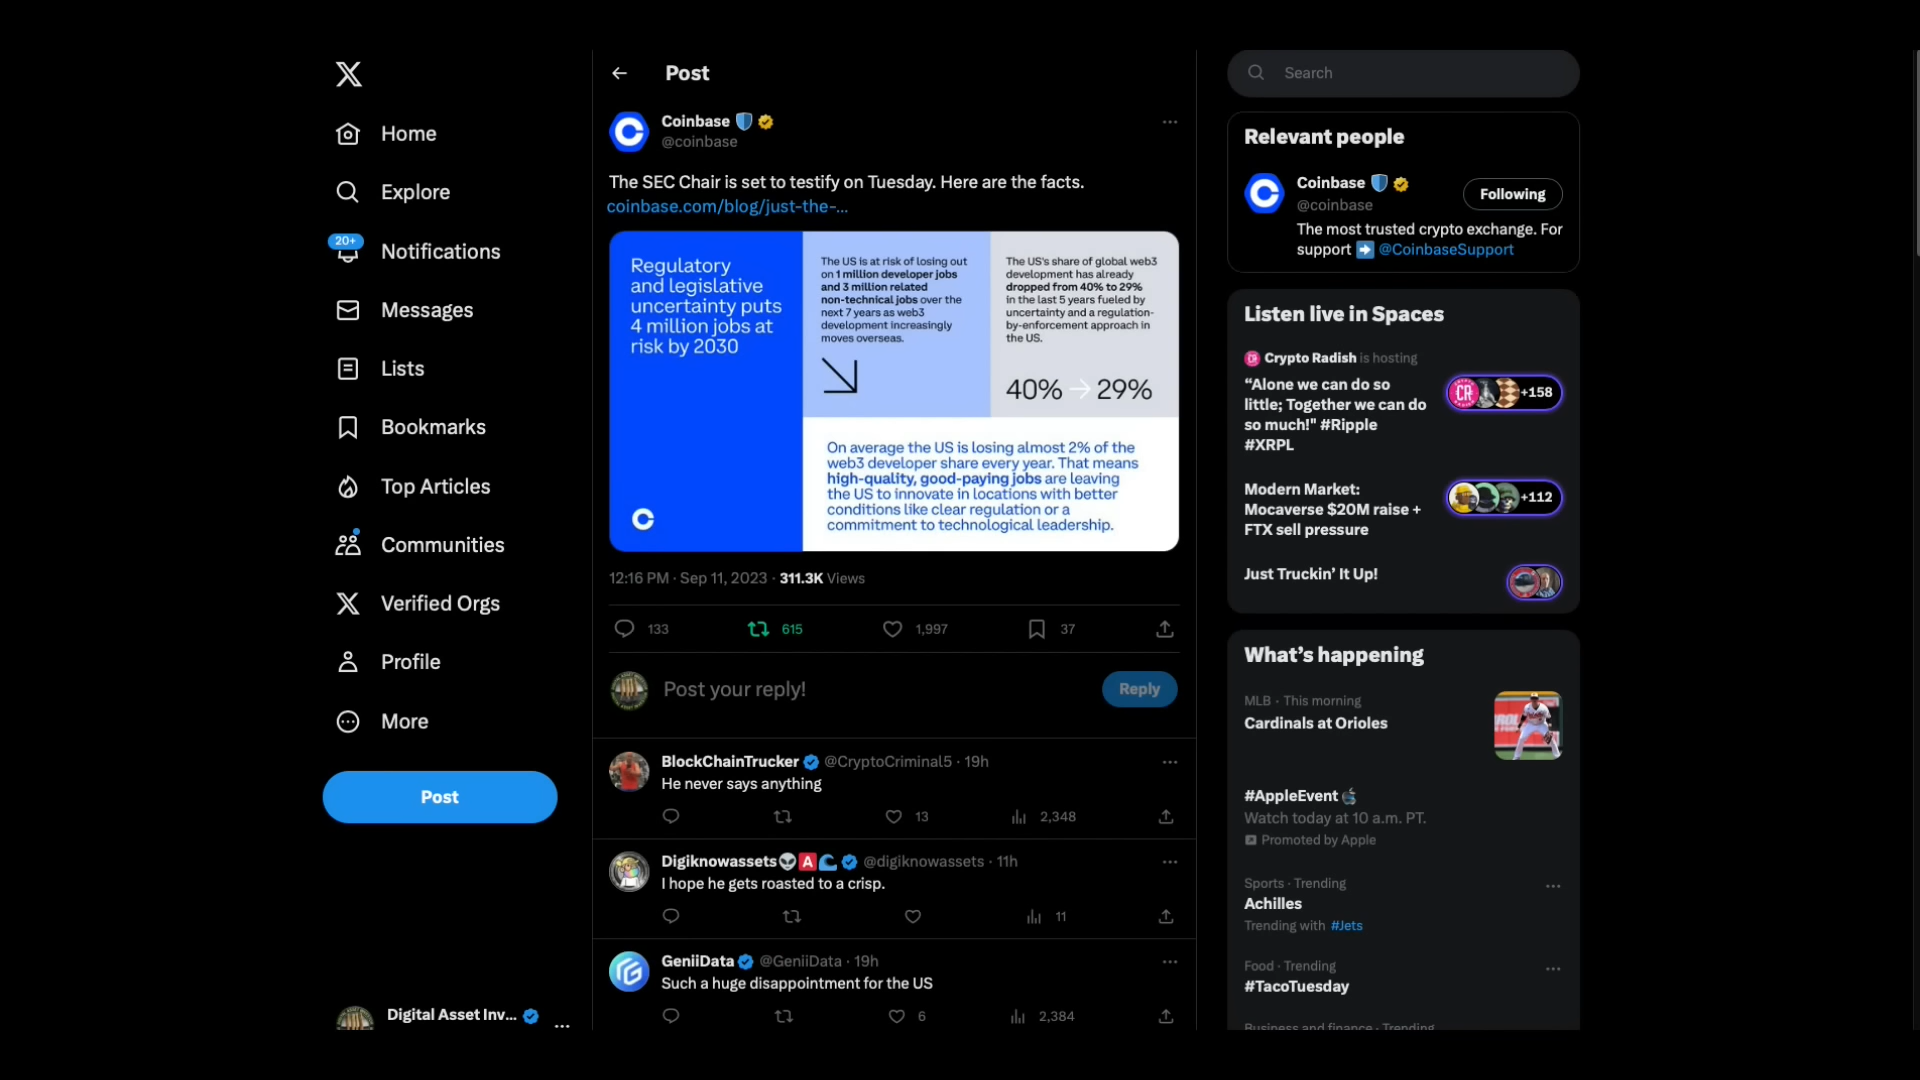 Home
Explore
20+
Notifications
Messages
Lists
Bookmarks
Top Articles
Communities
Verified Orgs
Profile
More
Post
Digital Asset Inv...
Post
Coinbase
@coinbase
The SEC Chair is set to testify on Tuesday. Here are the facts.
coinbase.com/blog/just-the-...
Regulatory
and legislative
uncertainty puts
4 million jobs at
risk by 2030
The US is at risk of losing out
on 1 million developer jobs
and 3 million related
non-technical jobs over the
next 7 years as web3
development increasingly
moves overseas.
The US's share of global web3
development has already
dropped from 40% to 29%
in the last 5 years fueled by
uncertainty and a regulation-
by-enforcement approach in
the US.
40% → 29%
On average the US is losing almost 2% of the
web3 developer share every year. That means
high-quality, good-paying jobs are leaving
the US to innovate in locations with better
conditions like clear regulation or a
commitment to technological leadership.
12:16 PM · Sep 11, 2023 · 311.3K Views
133 615 1,997 37
Post your reply!
Reply
BlockChainTrucker @CryptoCriminal5 · 19h
He never says anything
13 2,348
Digiknowassets @digiknowassets · 11h
I hope he gets roasted to a crisp.
11
GeniiData @GeniiData · 19h
Such a huge disappointment for the US
6 2,384
Search
Relevant people
Coinbase
@coinbase
Following
The most trusted crypto exchange. For
support @CoinbaseSupport
Listen live in Spaces
Crypto Radish is hosting
“Alone we can do so
little; Together we can do
so much!" #Ripple
#XRPL
+158
Modern Market:
Mocaverse $20M raise +
FTX sell pressure
+112
Just Truckin’ It Up!
What’s happening
MLB · This morning
Cardinals at Orioles
#AppleEvent
Watch today at 10 a.m. PT.
Promoted by Apple
Sports · Trending
Achilles
Trending with #Jets
Food · Trending
#TacoTuesday
Business and finance · Trending